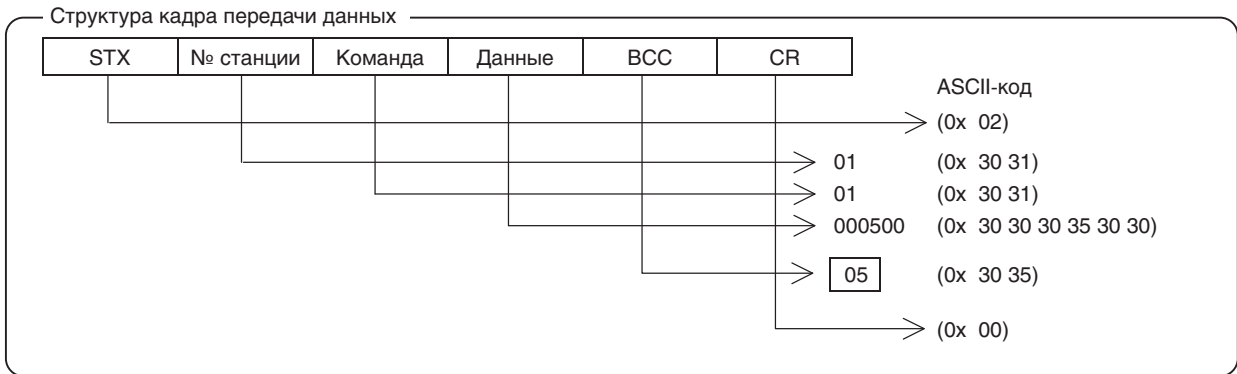 Структура кадра передачи данных
STX № станции Команда Данные BCC CR
ASCII-код
(0x 02)
01 (0x 30 31)
01 (0x 30 31)
000500 (0x 30 30 30 35 30 30)
05 (0x 30 35)
(0x 00)